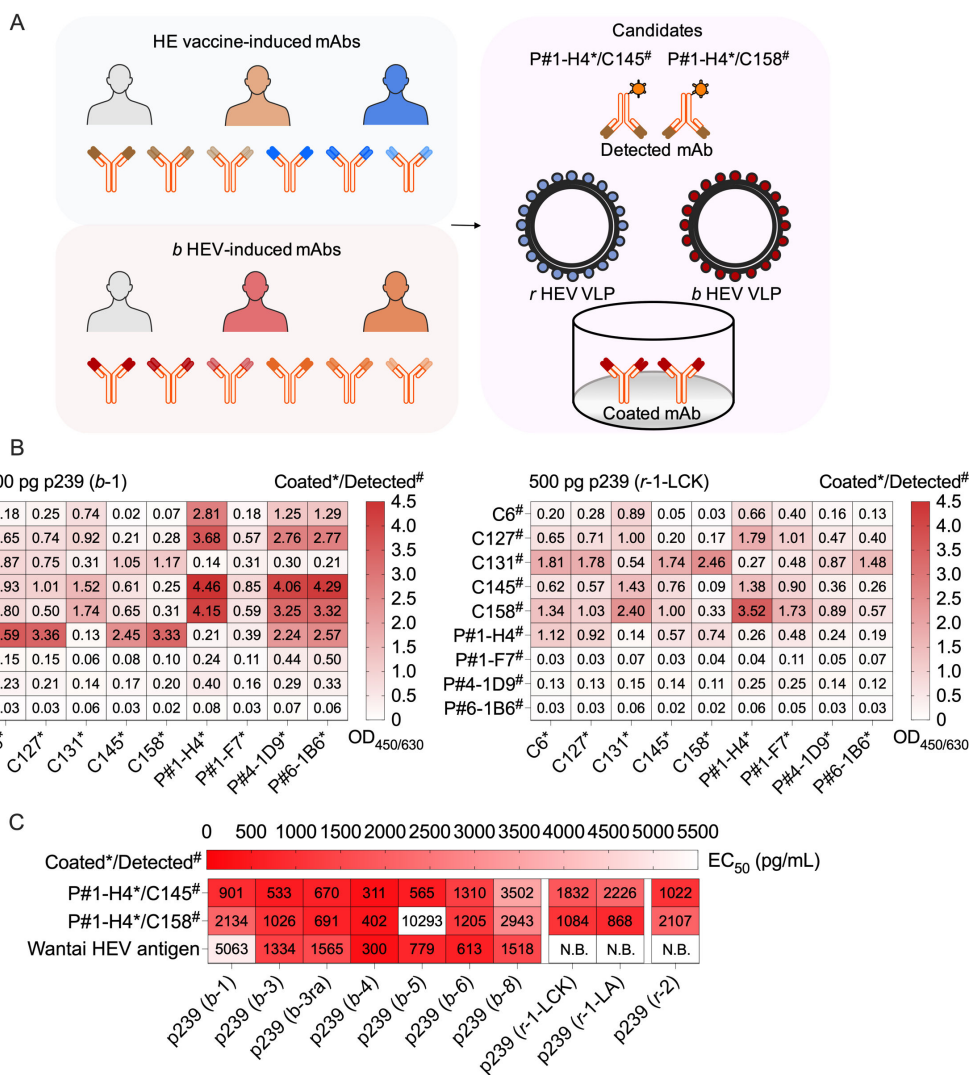 A
HE vaccine-induced mAbs
b HEV-induced mAbs
Candidates
P#1-H4*/C145# P#1-H4*/C158#
Detected mAb
r HEV VLP b HEV VLP
Coated mAb
B
00 pg p239 (b-1) Coated*/Detected#
.18 0.25 0.74 0.02 0.07 2.81 0.18 1.25 1.29
.65 0.74 0.92 0.21 0.28 3.68 0.57 2.76 2.77
.87 0.75 0.31 1.05 1.17 0.14 0.31 0.30 0.21
.93 1.01 1.52 0.61 0.25 4.46 0.85 4.06 4.29
.80 0.50 1.74 0.65 0.31 4.15 0.59 3.25 3.32
.59 3.36 0.13 2.45 3.33 0.21 0.39 2.24 2.57
.15 0.15 0.06 0.08 0.10 0.24 0.11 0.44 0.50
.23 0.21 0.14 0.17 0.20 0.40 0.16 0.29 0.33
.03 0.03 0.03 0.03 0.02 0.08 0.03 0.07 0.06
C127* C131* C145* C158* P#1-H4* P#1-F7* P#4-1D9* P#6-1B6*
4.5
4.0
3.5
3.0
2.5
2.0
1.5
1.0
0.5
0
OD450/630
500 pg p239 (r-1-LCK) Coated*/Detected#
C6# 0.20 0.28 0.89 0.05 0.03 0.66 0.40 0.16 0.13
C127# 0.65 0.71 1.00 0.20 0.17 1.79 1.01 0.47 0.40
C131# 1.81 1.78 0.54 1.74 2.46 0.27 0.48 0.87 1.48
C145# 0.62 0.57 1.43 0.76 0.41 1.38 0.90 0.36 0.26
C158# 1.34 1.03 2.40 1.00 0.33 3.52 1.73 0.89 0.57
P#1-H4# 1.12 0.92 0.14 0.57 0.74 0.26 0.48 0.24 0.19
P#1-F7# 0.03 0.03 0.07 0.03 0.04 0.04 0.11 0.05 0.07
P#4-1D9# 0.13 0.13 0.15 0.14 0.11 0.25 0.25 0.14 0.12
P#6-1B6# 0.03 0.03 0.06 0.02 0.02 0.06 0.05 0.03 0.03
C6* C127* C131* C145* C158* P#1-H4* P#1-F7* P#4-1D9* P#6-1B6*
4.5
4.0
3.5
3.0
2.5
2.0
1.5
1.0
0.5
0
OD450/630
C
0 500 1000 1500 2000 2500 3000 3500 4000 4500 5000 5500
Coated*/Detected# EC50 (pg/mL)
P#1-H4*/C145# 901 533 670 311 565 1310 3502 1832 2226 1022
P#1-H4*/C158# 2134 1026 691 402 10293 1205 2943 1084 868 2107
Wantai HEV antigen 5063 1334 1565 300 779 613 1518 N.B. N.B. N.B.
p239 (b-1) p239 (b-3) p239 (b-3ra) p239 (b-4) p239 (b-5) p239 (b-6) p239 (b-8) p239 (r-1-LCK) p239 (r-1-LA) p239 (r-2)